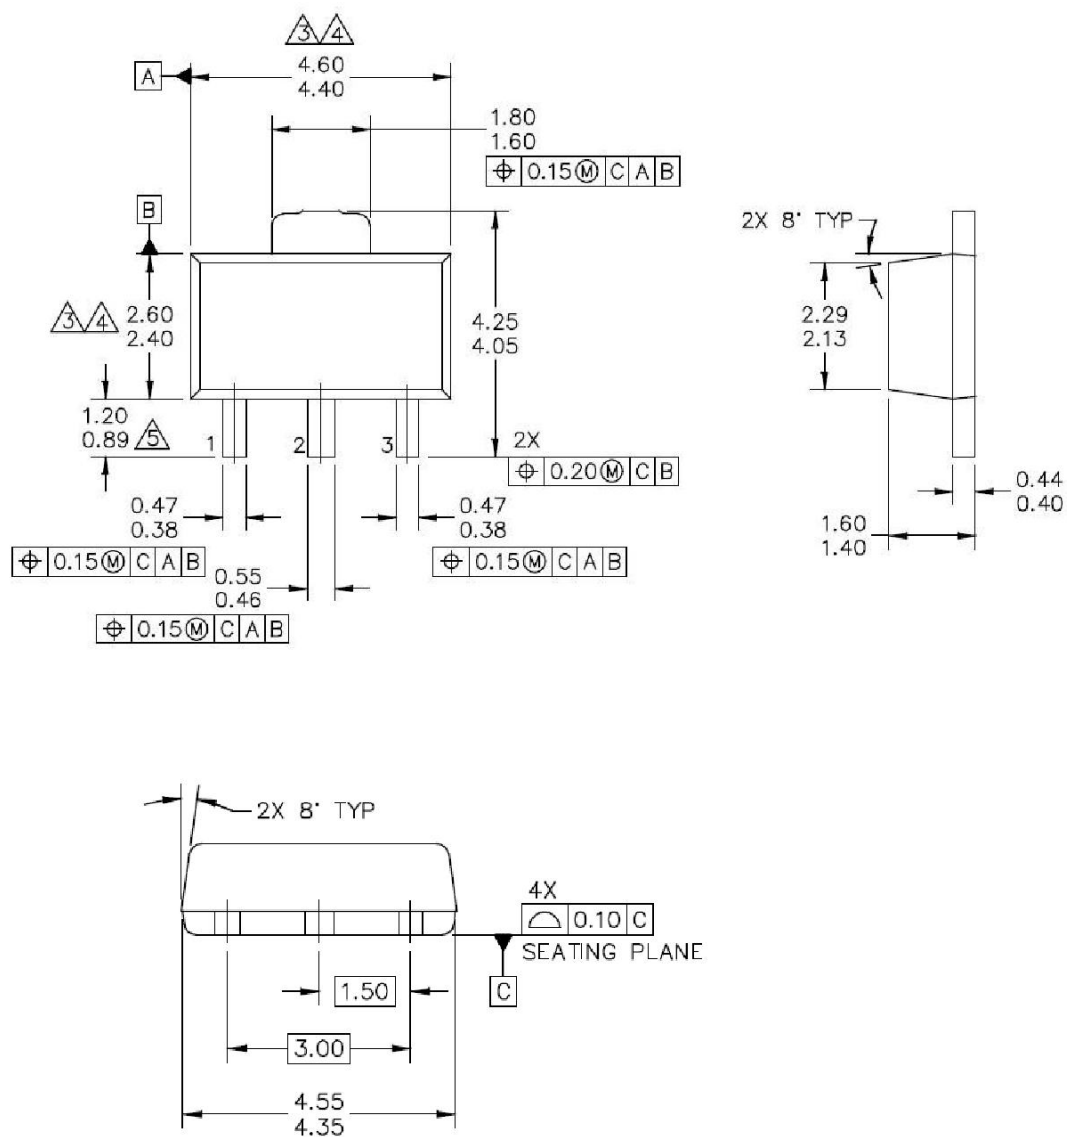 3 4
4.60
4.40
A
1.80
1.60
⌖ 0.15 Ⓜ C A B
B
3 4
2.60
2.40
4.25
4.05
1.20
0.89 5
1 2 3
2X
⌖ 0.20 Ⓜ C B
0.47
0.38
⌖ 0.15 Ⓜ C A B
0.47
0.38
⌖ 0.15 Ⓜ C A B
0.55
0.46
⌖ 0.15 Ⓜ C A B
2X 8° TYP
2.29
2.13
0.44
0.40
1.60
1.40
2X 8° TYP
4X
⌓ 0.10 C
SEATING PLANE
C
1.50
3.00
4.55
4.35